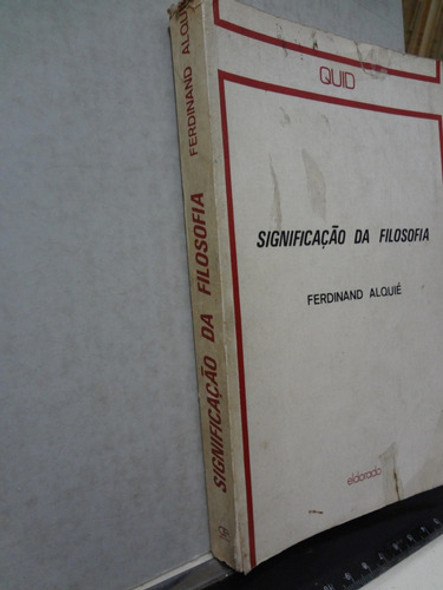 QUID
SIGNIFICAÇÃO DA FILOSOFIA
FERDINAND ALQUIÉ
eldorado
SIGNIFICAÇÃO DA FILOSOFIA FERDINAND ALQUIÉ